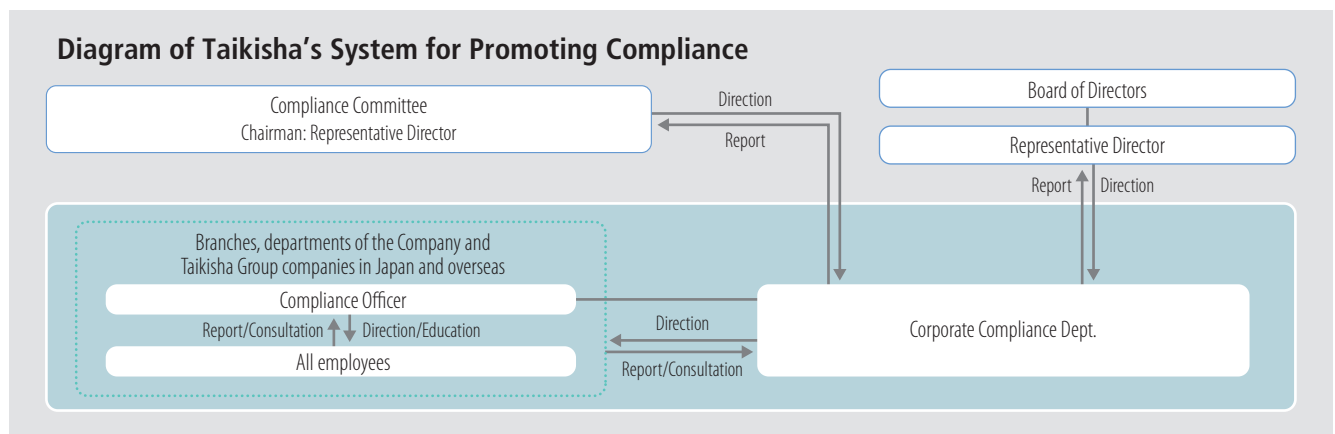 Diagram of Taikisha’s System for Promoting Compliance
Compliance Committee
Chairman: Representative Director
Direction
Report
Board of Directors
Representative Director
Report
Direction
Branches, departments of the Company and
Taikisha Group companies in Japan and overseas
Compliance Officer
Report/Consultation
Direction/Education
All employees
Direction
Report/Consultation
Corporate Compliance Dept.